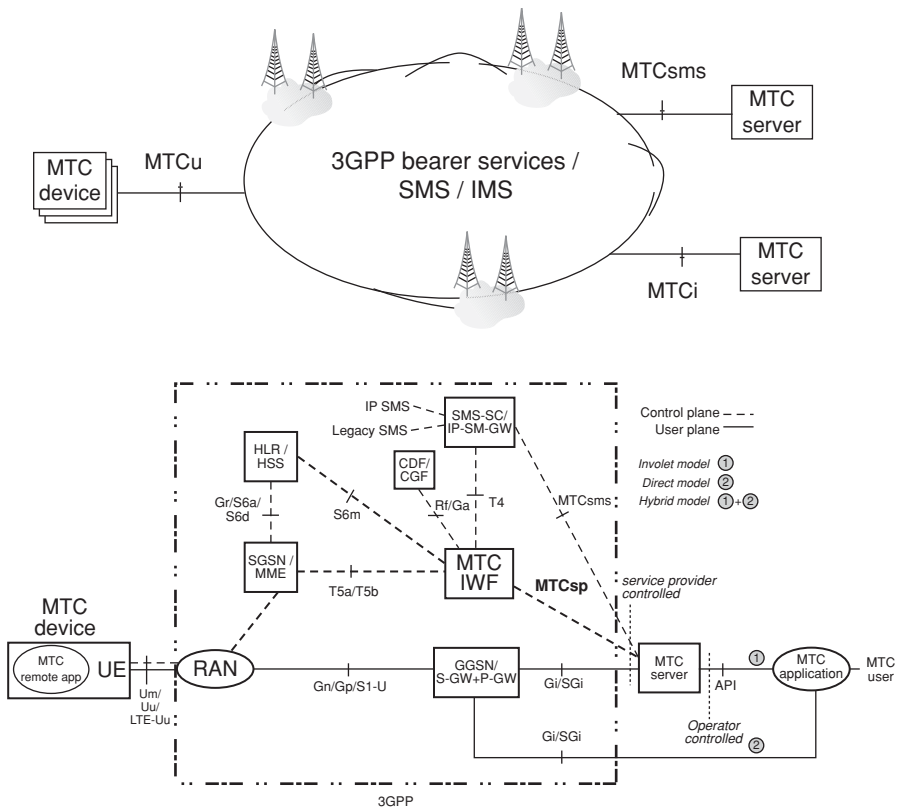 MTCsms
MTC
server
3GPP bearer services /
SMS / IMS
MTCu
MTC
device
MTC
server
MTCi
IP SMS
Legacy SMS
SMS-SC/
IP-SM-GW
Control plane
User plane
HLR /
HSS
CDF/
CGF
Involet model 1
Direct model 2
Hybrid model 1+2
Gr/S6a/
S6d
S6m
Rf/Ga
T4
MTCsms
SGSN /
MME
T5a/T5b
MTC
IWF
MTCsp
service provider
controlled
MTC
device
MTC
remote app
UE
RAN
GGSN/
S-GW+P-GW
MTC
server
1
MTC
application
MTC
user
Um/
Uu/
LTE-Uu
Gn/Gp/S1-U
Gi/SGi
API
Gi/SGi
Operator
controlled
2
3GPP